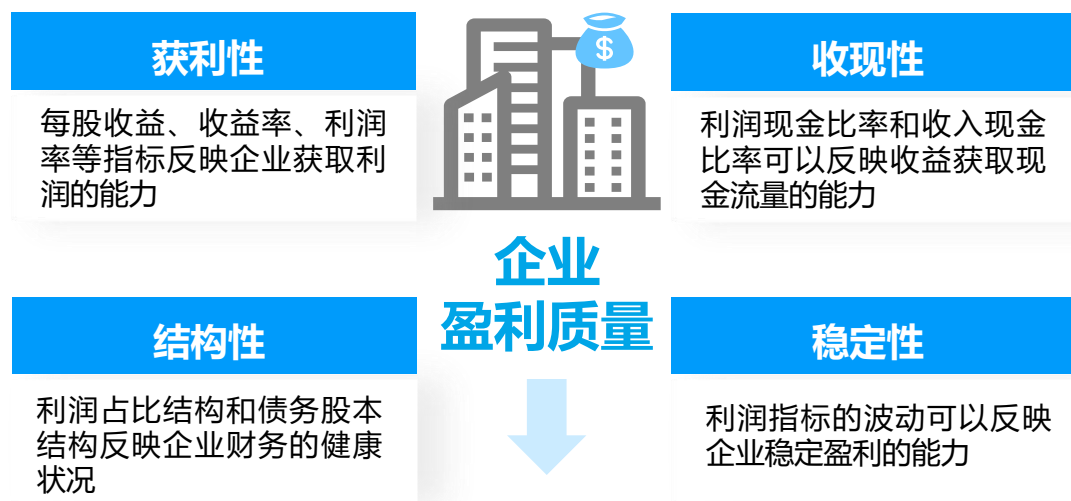 获利性
每股收益、收益率、利润
率等指标反映企业获取利
润的能力
$
收现性
利润现金比率和收入现金
比率可以反映收益获取现
金流量的能力
企业
盈利质量
结构性
利润占比结构和债务股本
结构反映企业财务的健康
状况
稳定性
利润指标的波动可以反映
企业稳定盈利的能力